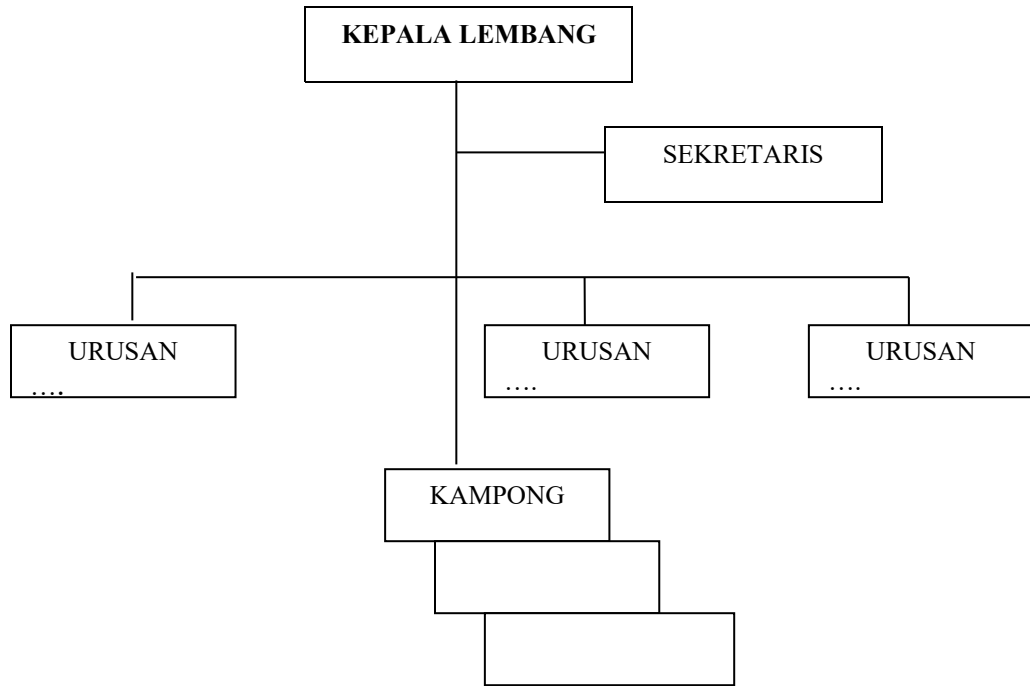 KEPALA LEMBANG
SEKRETARIS
URUSAN
….
URUSAN
….
URUSAN
….
KAMPONG